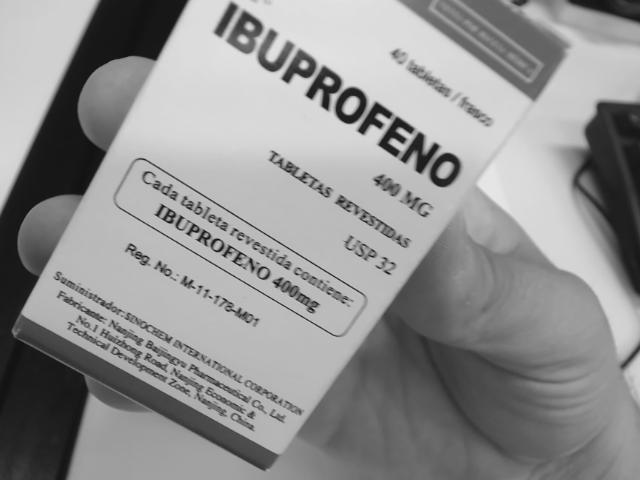 40 tabletas / frasco
IBUPROFENO
400 MG
TABLETAS REVESTIDAS
USP 32
Cada tableta revestida contiene:
IBUPROFENO 400mg
Reg. No.: M-11-178-M01
Suministrador:SINOCHEM INTERNATIONAL CORPORATION
Fabricante: Nanjing Baijingyu Pharmaceutical Co., Ltd.
No.1 Huizhong Road, Nanjing Economic &
Technical Development Zone, Nanjing, China.